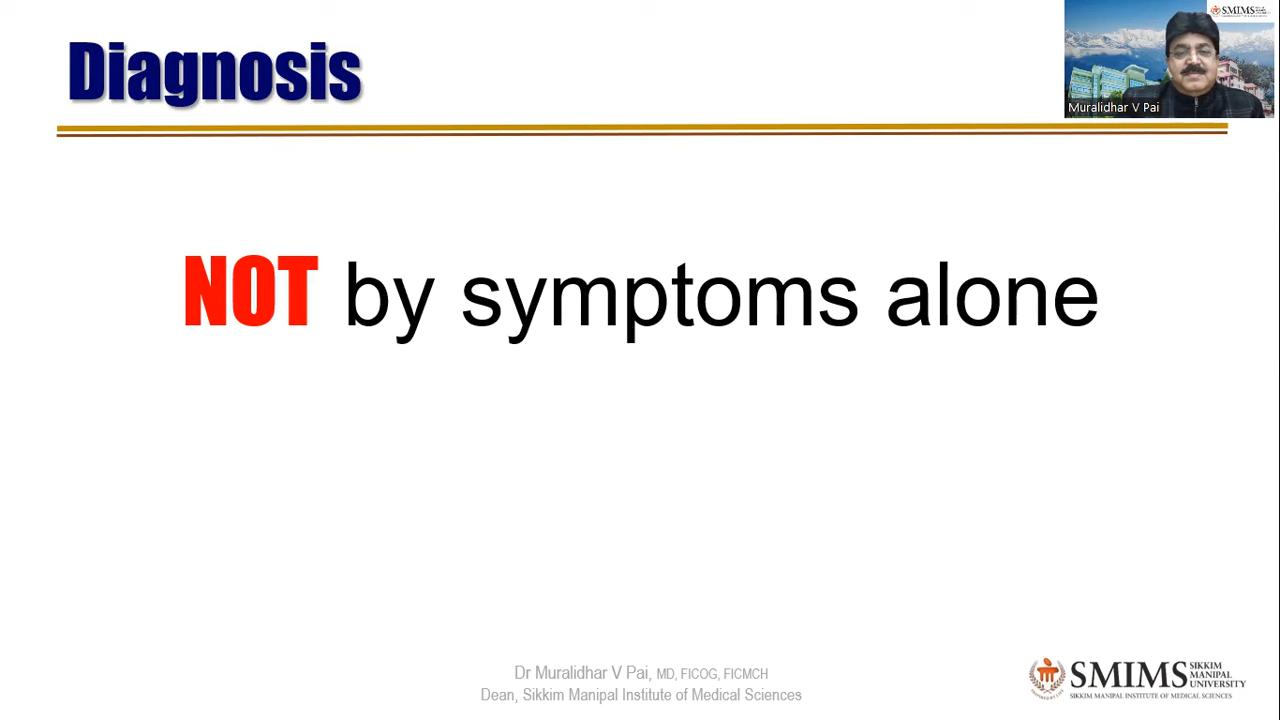 Diagnosis
SMIMS
Muralidhar V Pai
NOT by symptoms alone
Dr Muralidhar V Pai, MD, FICOG, FICMCH
Dean, Sikkim Manipal Institute of Medical Sciences
SMIMS SIKKIM MANIPAL UNIVERSITY
SIKKIM MANIPAL INSTITUTE OF MEDICAL SCIENCES